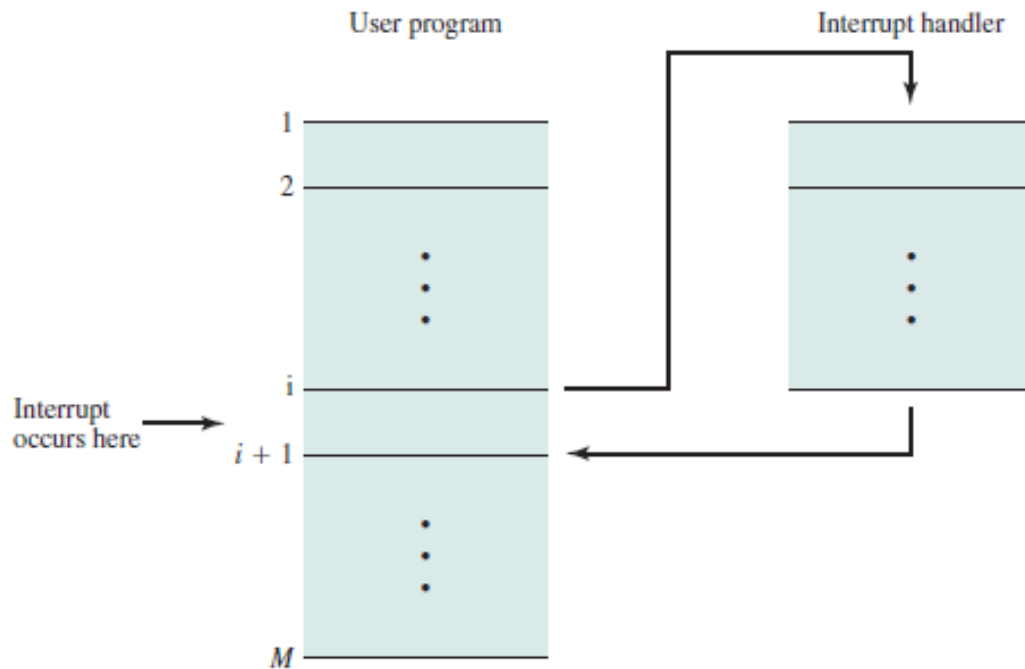 User program
Interrupt handler
1
2
i
Interrupt
occurs here
i + 1
M